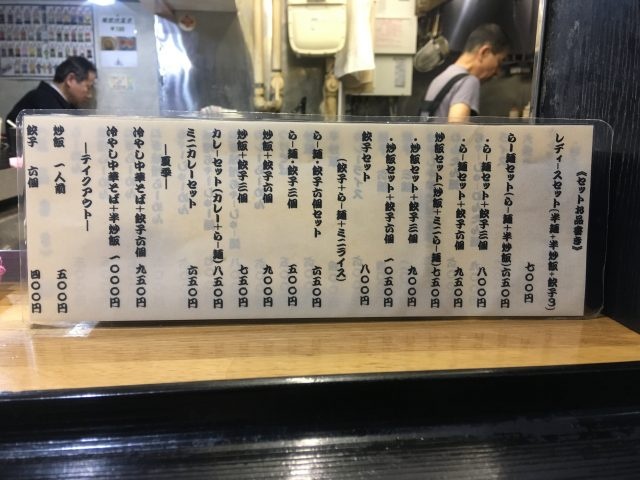 《セットお品書き》
レディースセット(半麺+半炒飯+餃子3)
七〇〇円
らー麺セット(らー麺+半炒飯)六五〇円
・らー麺セット+餃子三個 八〇〇円
・らー麺セット+餃子六個 九五〇円
炒飯セット(炒飯+ミニらー麺)七五〇円
・炒飯セット+餃子三個 九〇〇円
・炒飯セット+餃子六個 一〇五〇円
餃子セット 八〇〇円
(餃子+らー麺+ミニライス)
らー麺・餃子六個セット 六五〇円
らー麺・餃子三個 五〇〇円
炒飯+餃子六個 九〇〇円
炒飯+餃子三個 七五〇円
カレーセット(カレー+らー麺) 八五〇円
ミニカレーセット 六五〇円
ー夏季ー
冷やし中華そば+餃子六個 九五〇円
冷やし中華そば+半炒飯 一〇〇〇円
ーテイクアウトー
炒飯 一人前 五〇〇円
餃子 六個 四〇〇円